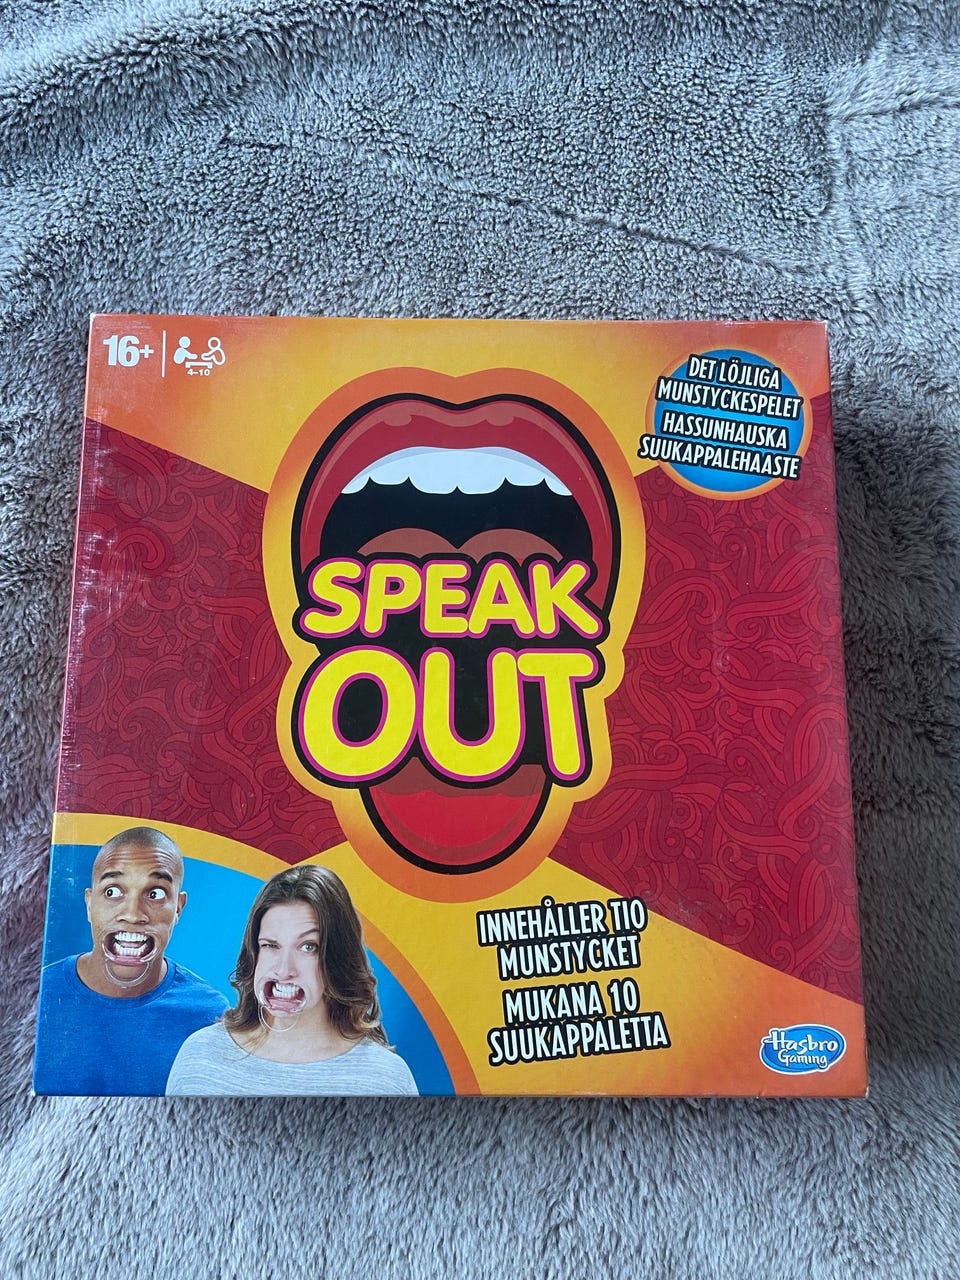 16+
4-10
DET LÖJLIGA
MUNSTYCKESPELET
HASSUNHAUSKA
SUUKAPPALEHAASTE
SPEAK
OUT
INNEHÅLLER TIO
MUNSTYCKET
MUKANA 10
SUUKAPPALETTA
Hasbro
Gaming